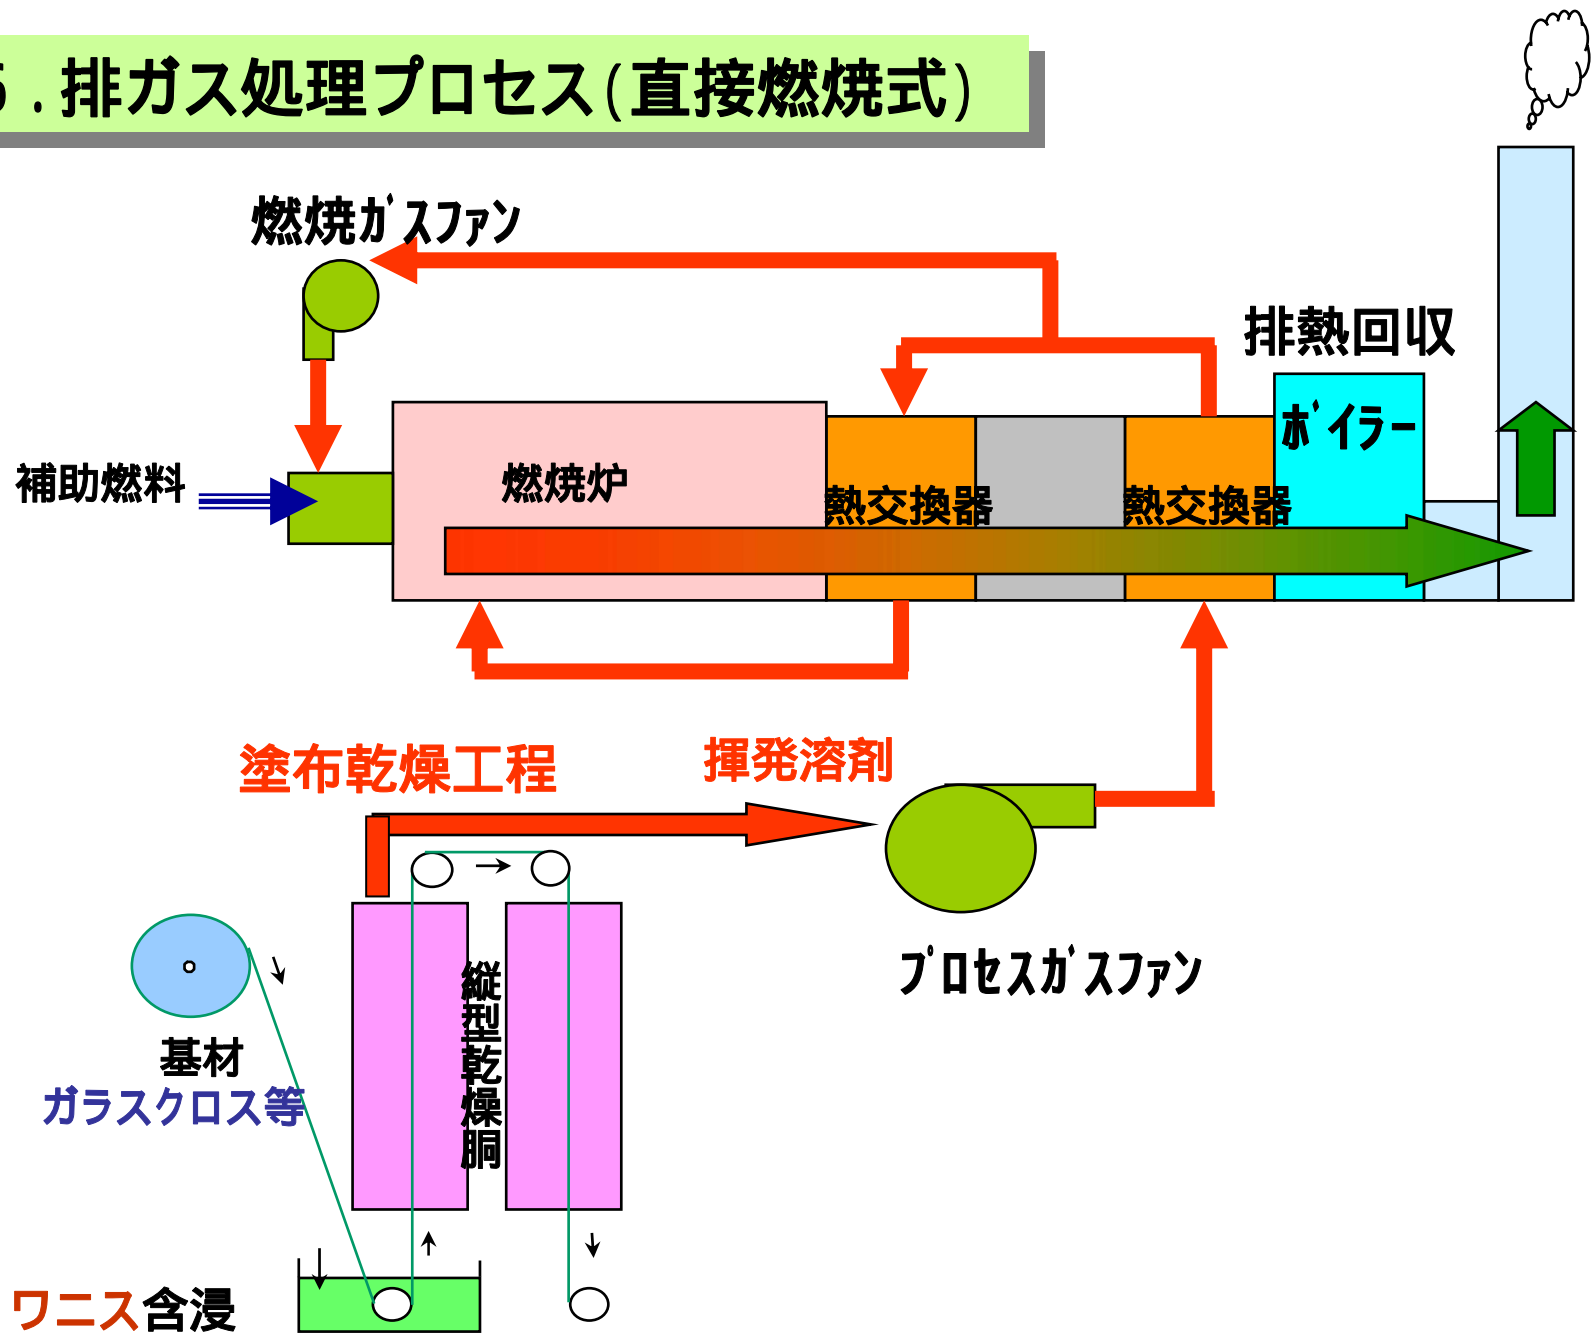 ５．排ガス処理プロセス(直接燃焼式)
燃焼ｶﾞｽﾌｧﾝ
排熱回収
ﾎﾞｲﾗｰ
補助燃料
燃焼炉
熱交換器
熱交換器
塗布乾燥工程
揮発溶剤
ﾌﾟﾛｾｽｶﾞｽﾌｧﾝ
縦型乾燥胴
基材
ガラスクロス等
ワニス含浸